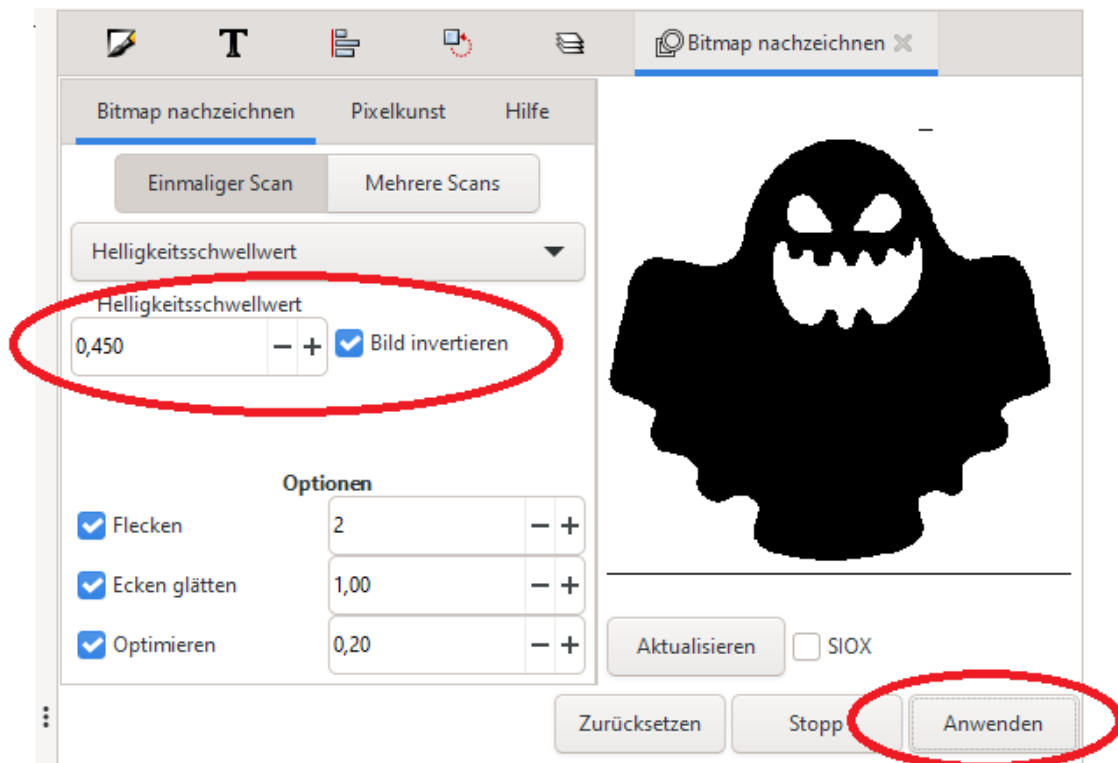 Bitmap nachzeichnen
Bitmap nachzeichnen Pixelkunst Hilfe
Einmaliger Scan Mehrere Scans
Helligkeitsschwellwert
Helligkeitsschwellwert
0,450 Bild invertieren
Optionen
Flecken 2
Ecken glätten 1,00
Optimieren 0,20
Aktualisieren SIOX
Zurücksetzen Stopp Anwenden